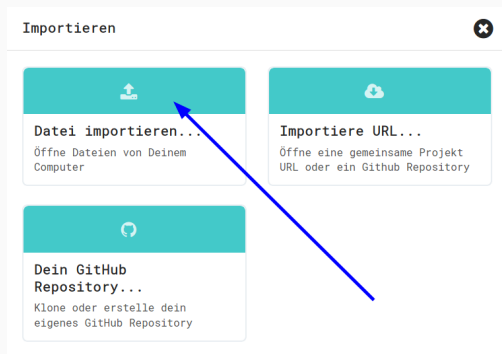 Importieren
Datei importieren...
Öffne Dateien von Deinem
Computer
Importiere URL...
Öffne eine gemeinsame Projekt
URL oder ein Github Repository
Dein GitHub
Repository...
Klone oder erstelle dein
eigenes GitHub Repository